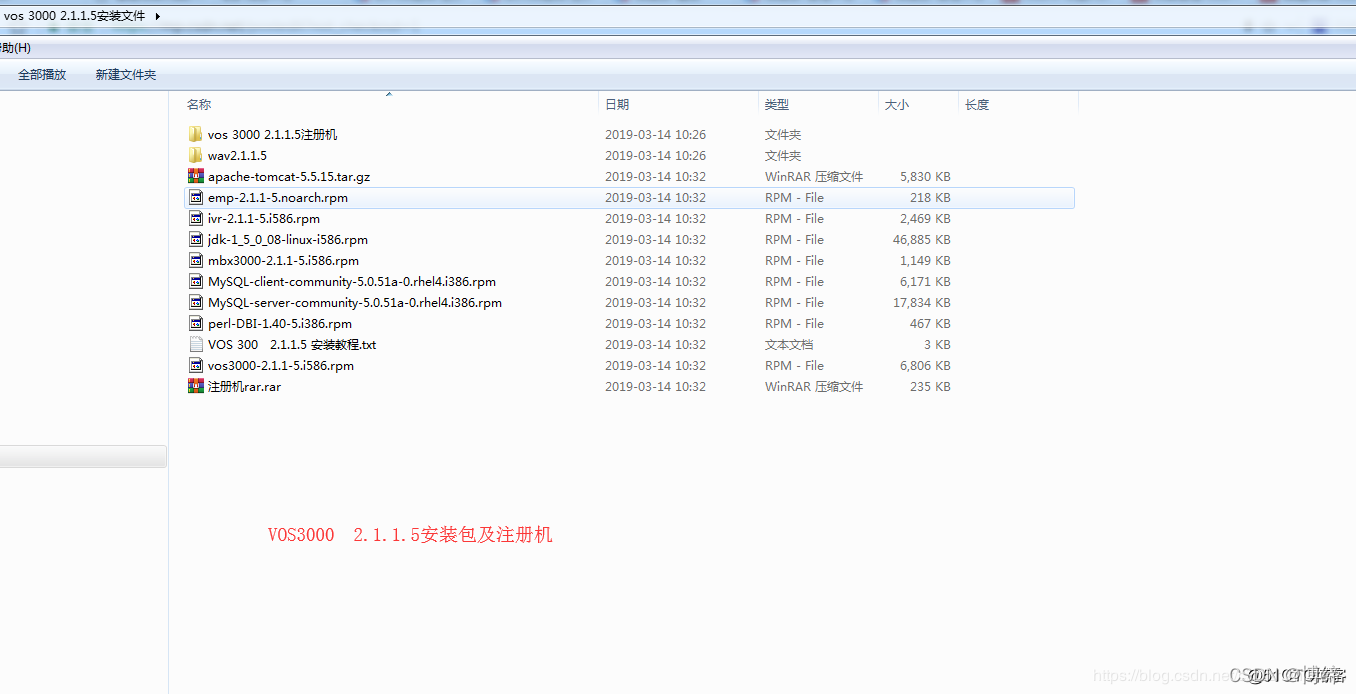 vos 3000 2.1.1.5安装文件
助(H)
全部播放 新建文件夹
名称 日期 类型 大小 长度
vos 3000 2.1.1.5注册机 2019-03-14 10:26 文件夹
wav2.1.1.5 2019-03-14 10:26 文件夹
apache-tomcat-5.5.15.tar.gz 2019-03-14 10:32 WinRAR 压缩文件 5,830 KB
emp-2.1.1-5.noarch.rpm 2019-03-14 10:32 RPM - File 218 KB
ivr-2.1.1-5.i586.rpm 2019-03-14 10:32 RPM - File 2,469 KB
jdk-1_5_0_08-linux-i586.rpm 2019-03-14 10:32 RPM - File 46,885 KB
mbx3000-2.1.1-5.i586.rpm 2019-03-14 10:32 RPM - File 1,149 KB
MySQL-client-community-5.0.51a-0.rhel4.i386.rpm 2019-03-14 10:32 RPM - File 6,171 KB
MySQL-server-community-5.0.51a-0.rhel4.i386.rpm 2019-03-14 10:32 RPM - File 17,834 KB
perl-DBI-1.40-5.i386.rpm 2019-03-14 10:32 RPM - File 467 KB
VOS 300 2.1.1.5 安装教程.txt 2019-03-14 10:32 文本文档 3 KB
vos3000-2.1.1-5.i586.rpm 2019-03-14 10:32 RPM - File 6,806 KB
注册机rar.rar 2019-03-14 10:32 WinRAR 压缩文件 235 KB
VOS3000 2.1.1.5安装包及注册机
https://blog.csdn.ne